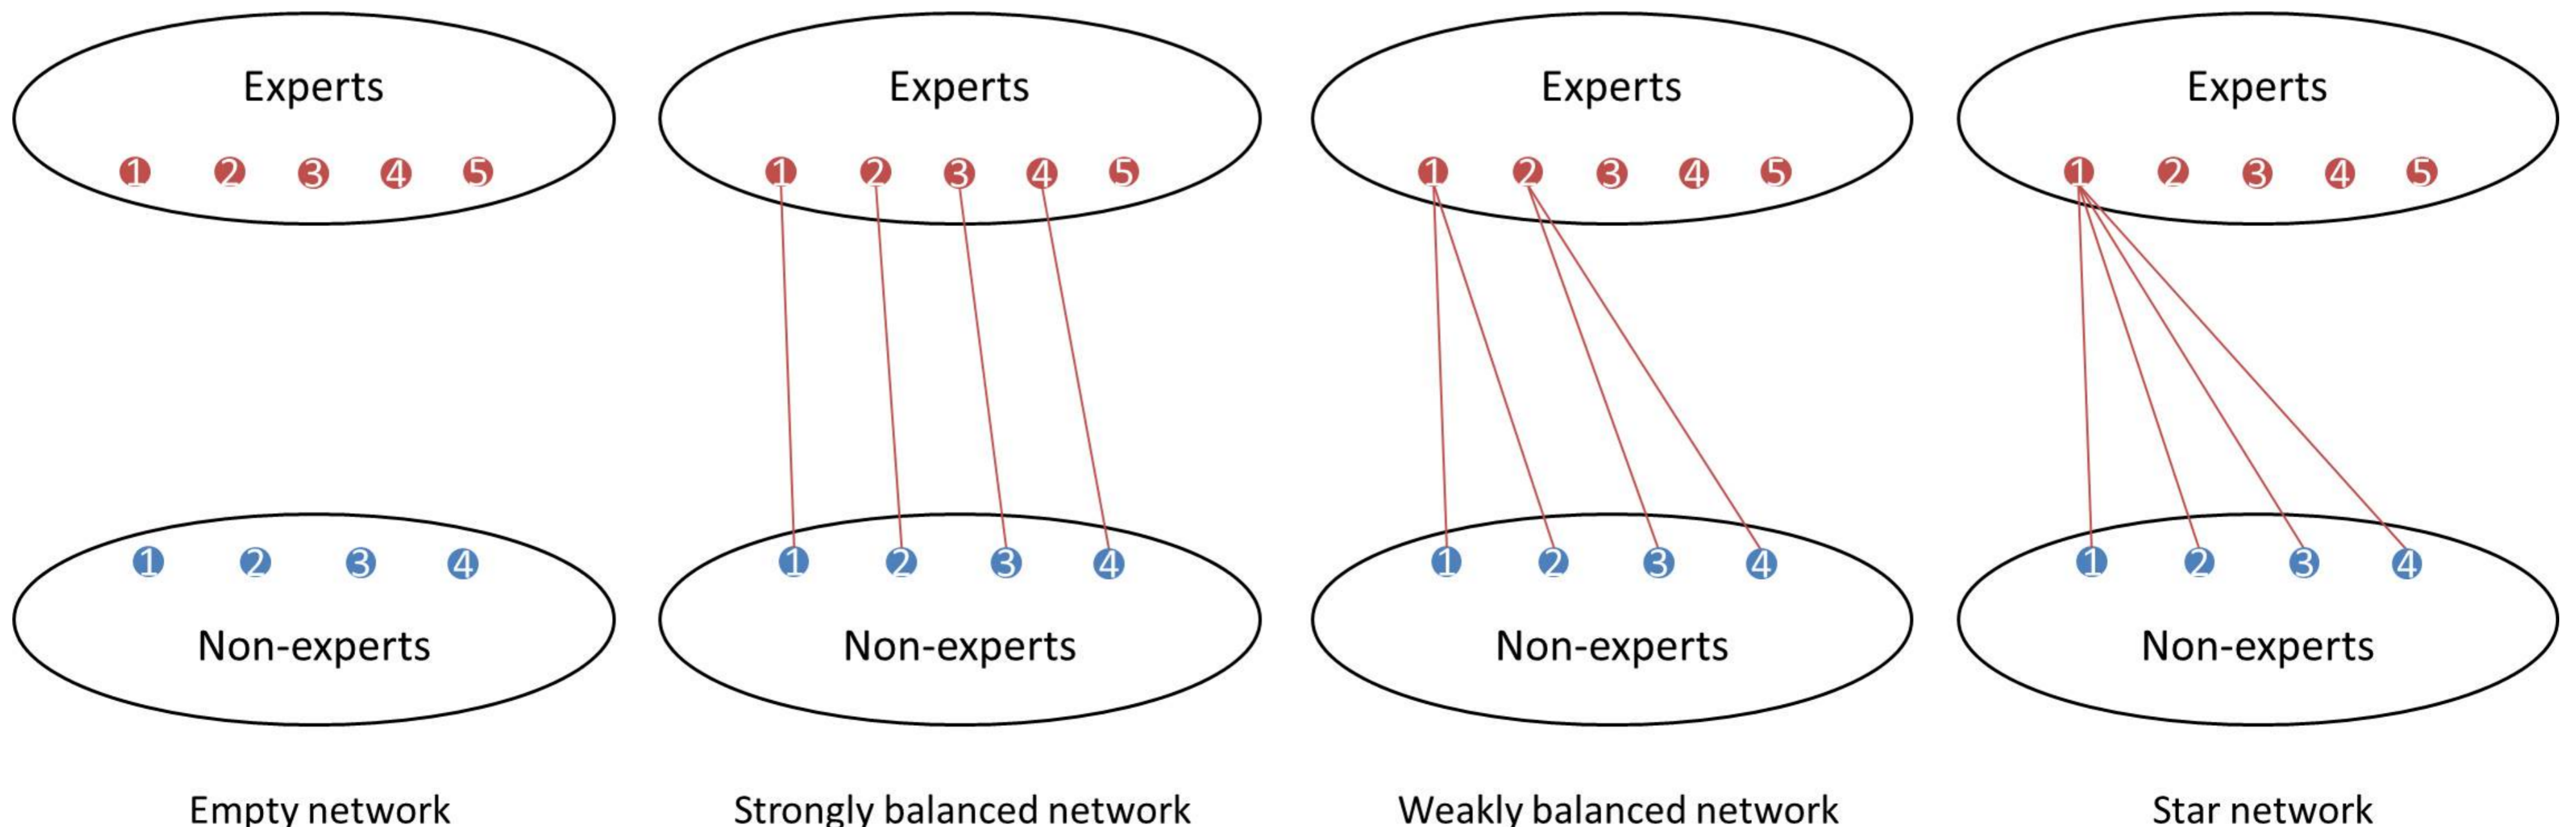 Experts
1 2 3 4 5
1 2 3 4
Non-experts
Empty network
Experts
1 2 3 4 5
1 2 3 4
Non-experts
Strongly balanced network
Experts
1 2 3 4 5
1 2 3 4
Non-experts
Weakly balanced network
Experts
1 2 3 4 5
1 2 3 4
Non-experts
Star network